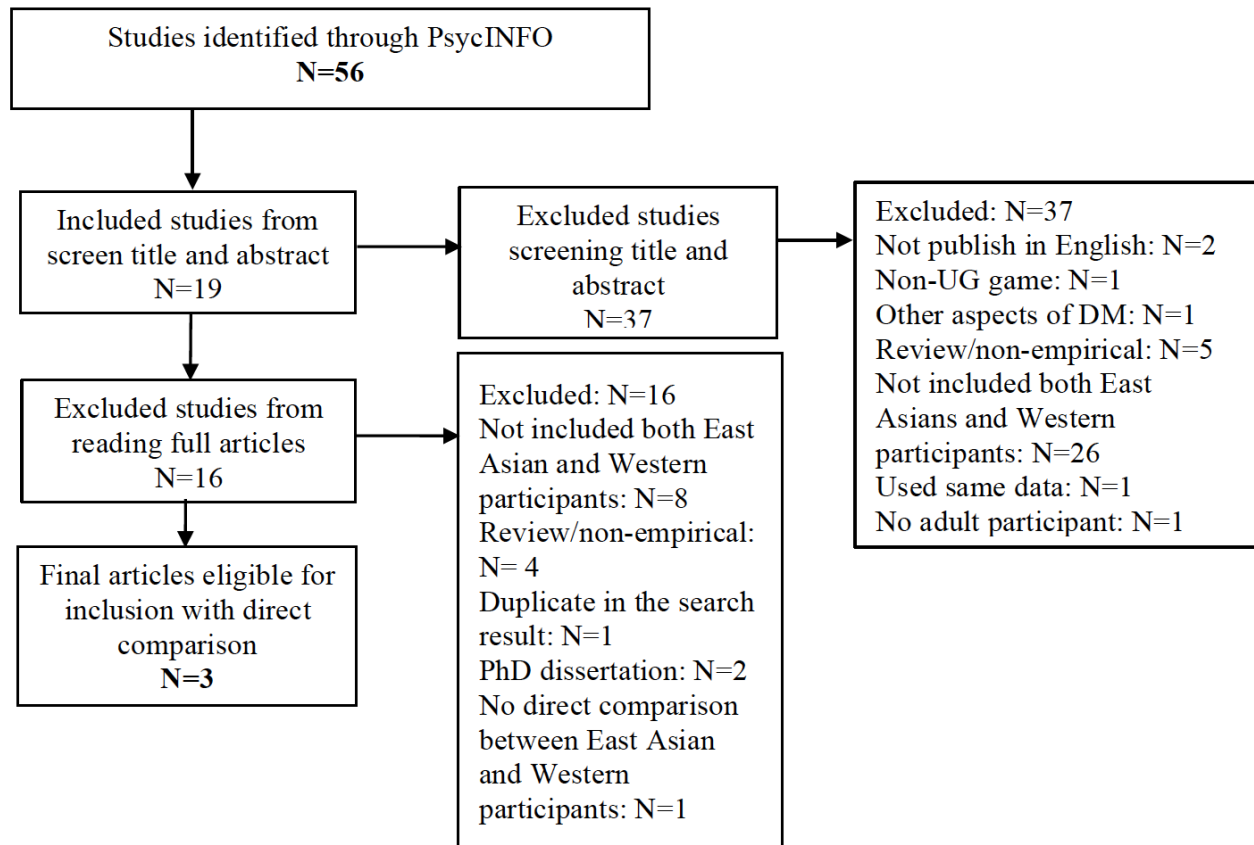 Studies identified through PsycINFO
N=56
Included studies from
screen title and abstract
N=19
Excluded studies
screening title and
abstract
N=37
Excluded: N=37
Not publish in English: N=2
Non-UG game: N=1
Other aspects of DM: N=1
Review/non-empirical: N=5
Not included both East
Asians and Western
participants: N=26
Used same data: N=1
No adult participant: N=1
Excluded studies from
reading full articles
N=16
Excluded: N=16
Not included both East
Asian and Western
participants: N=8
Review/non-empirical:
N= 4
Duplicate in the search
result: N=1
PhD dissertation: N=2
No direct comparison
between East Asian
and Western
participants: N=1
Final articles eligible for
inclusion with direct
comparison
N=3